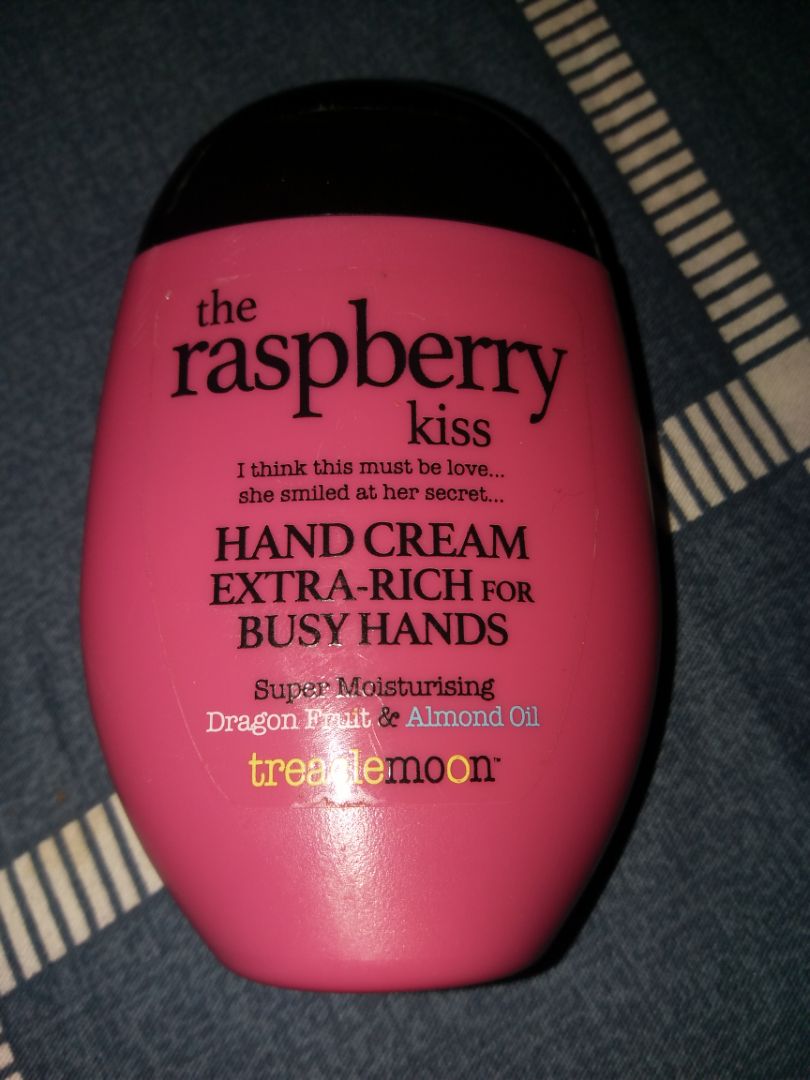 the
raspberry
kiss
I think this must be love...
she smiled at her secret...
HAND CREAM
EXTRA-RICH FOR
BUSY HANDS
Super Moisturising
Dragon Fruit & Almond Oil
treaclemoon™